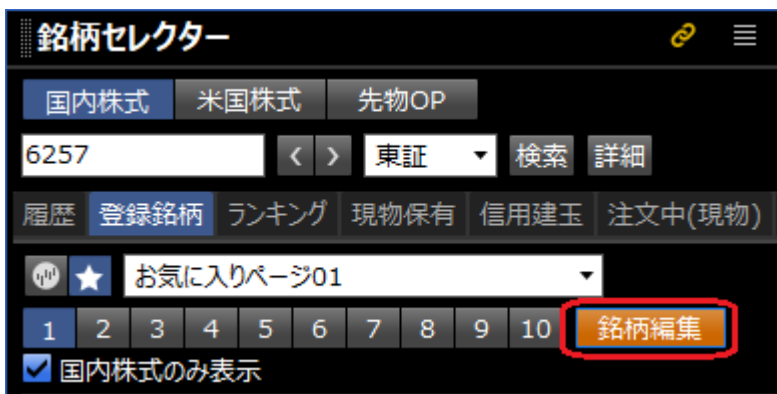 銘柄セレクター
国内株式 米国株式 先物OP
6257 < > 東証 検索 詳細
履歴 登録銘柄 ランキング 現物保有 信用建玉 注文中(現物)
お気に入りページ01
1 2 3 4 5 6 7 8 9 10 銘柄編集
国内株式のみ表示